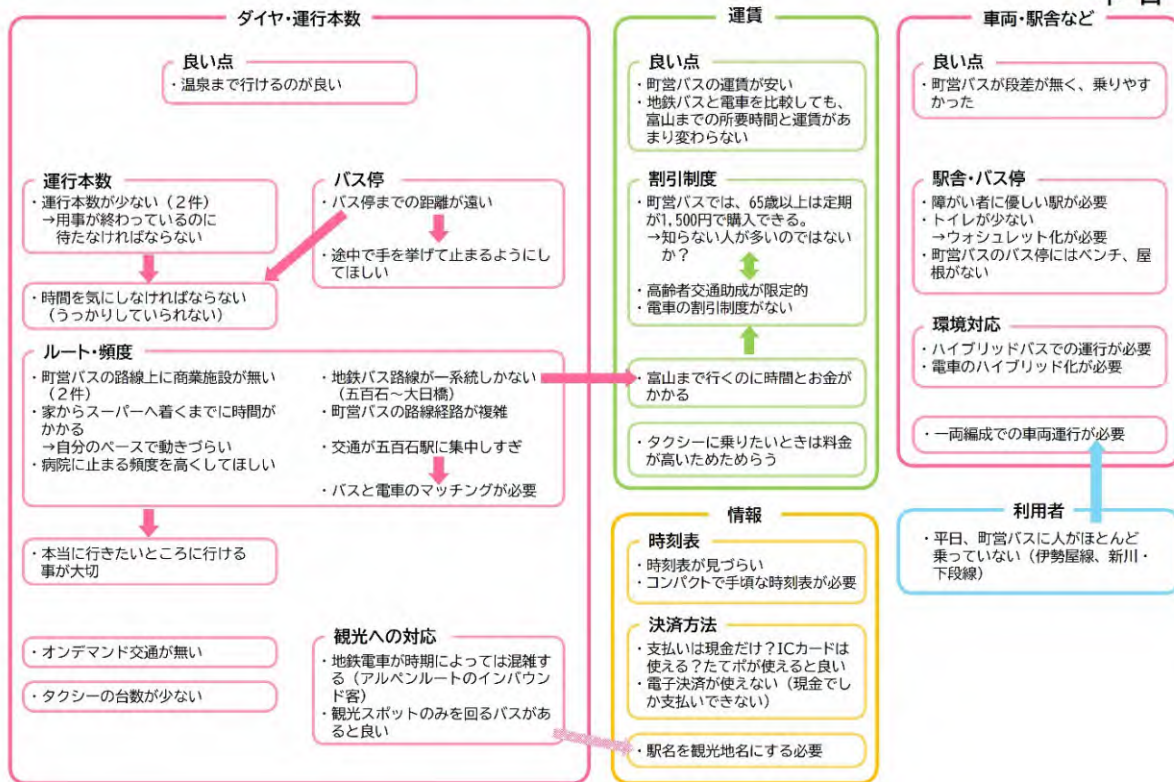 ダイヤ・運行本数
良い点
・温泉まで行けるのが良い
運行本数
・運行本数が少ない（２件）
→用事が終わっているのに
待たなければならない
・時間を気にしなければならない
（うっかりしていられない）
バス停
・バス停までの距離が遠い
・途中で手を挙げて止まるようにし
てほしい
ルート・頻度
・町営バスの路線上に商業施設が無い
（２件）
・家からスーパーへ着くまでに時間が
かかる
→自分のペースで動きづらい
・病院に止まる頻度を高くしてほしい
・地鉄バス路線が一系統しかない
（五百石～大日橋）
・町営バスの路線経路が複雑
・交通が五百石駅に集中しすぎ
・バスと電車のマッチングが必要
・本当に行きたいところに行ける
事が大切
・オンデマンド交通が無い
・タクシーの台数が少ない
観光への対応
・地鉄電車が時期によっては混雑す
る（アルペンルートのインバウン
ド客）
・観光スポットのみを回るバスがあ
ると良い
運賃
良い点
・町営バスの運賃が安い
・地鉄バスと電車を比較しても、
富山までの所要時間と運賃があ
まり変わらない
割引制度
・町営バスでは、65歳以上は定期
が1,500円で購入できる。
→知らない人が多いのではない
か？
・高齢者交通助成が限定的
・電車の割引制度がない
・富山まで行くのに時間とお金が
かかる
・タクシーに乗りたいときは料金
が高いためためらう
情報
時刻表
・時刻表が見づらい
・コンパクトで手頃な時刻表が必要
決済方法
・支払いは現金だけ？ICカードは
使える？たてポが使えると良い
・電子決済が使えない（現金でし
か支払いできない）
・駅名を観光地名にする必要
車両・駅舎など
良い点
・町営バスが段差が無く、乗りやす
かった
駅舎・バス停
・障がい者に優しい駅が必要
・トイレが少ない
→ウォシュレット化が必要
・町営バスのバス停にはベンチ、屋
根がない
環境対応
・ハイブリッドバスでの運行が必要
・電車のハイブリッド化が必要
・一両編成での車両運行が必要
利用者
・平日、町営バスに人がほとんど
乗っていない（伊勢屋線、新川・
下段線）